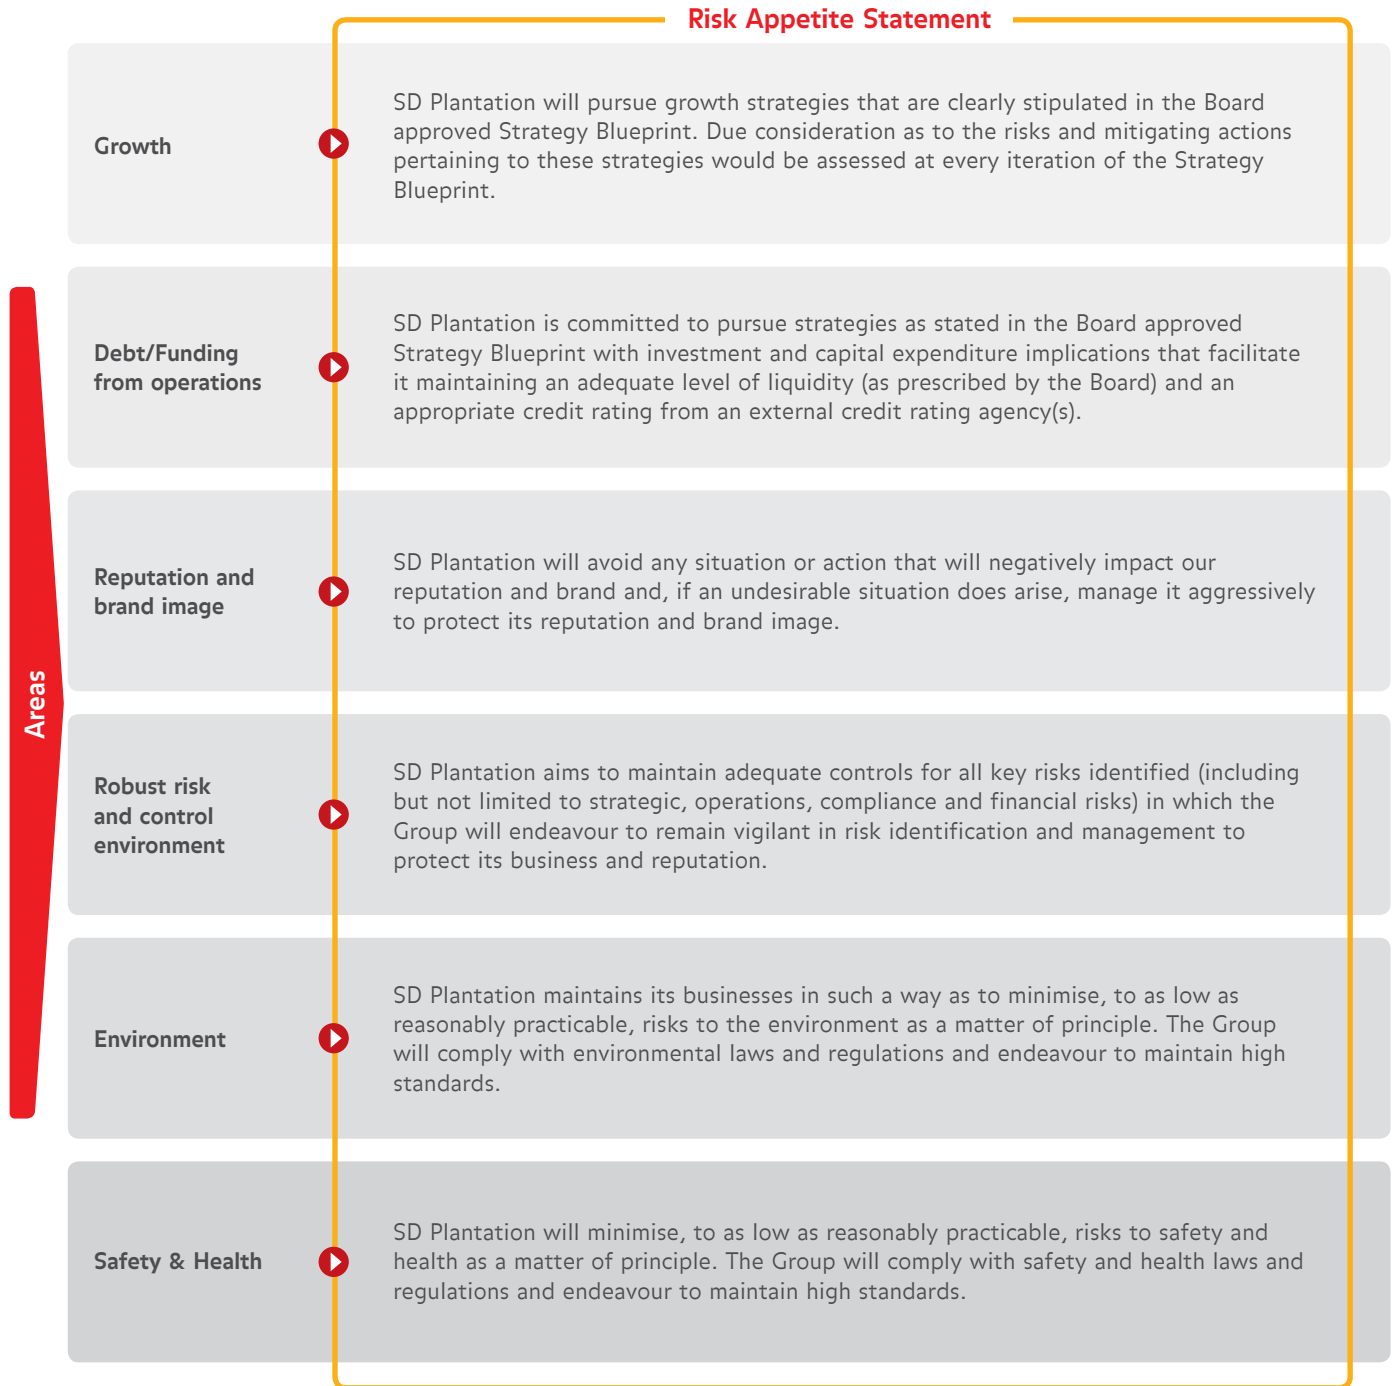 Risk Appetite Statement
Growth
SD Plantation will pursue growth strategies that are clearly stipulated in the Board
approved Strategy Blueprint. Due consideration as to the risks and mitigating actions
pertaining to these strategies would be assessed at every iteration of the Strategy
Blueprint.
Areas
Debt/Funding
from operations
SD Plantation is committed to pursue strategies as stated in the Board approved
Strategy Blueprint with investment and capital expenditure implications that facilitate
it maintaining an adequate level of liquidity (as prescribed by the Board) and an
appropriate credit rating from an external credit rating agency(s).
Reputation and
brand image
SD Plantation will avoid any situation or action that will negatively impact our
reputation and brand and, if an undesirable situation does arise, manage it aggressively
to protect its reputation and brand image.
Robust risk
and control
environment
SD Plantation aims to maintain adequate controls for all key risks identified (including
but not limited to strategic, operations, compliance and financial risks) in which the
Group will endeavour to remain vigilant in risk identification and management to
protect its business and reputation.
Environment
SD Plantation maintains its businesses in such a way as to minimise, to as low as
reasonably practicable, risks to the environment as a matter of principle. The Group
will comply with environmental laws and regulations and endeavour to maintain high
standards.
Safety & Health
SD Plantation will minimise, to as low as reasonably practicable, risks to safety and
health as a matter of principle. The Group will comply with safety and health laws and
regulations and endeavour to maintain high standards.